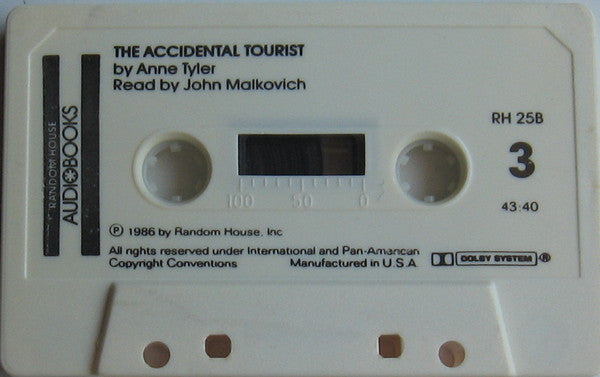 THE ACCIDENTAL TOURIST
by Anne Tyler
Read by John Malkovich
RANDOM HOUSE
AUDIOBOOKS
RH 25B
3
43:40
100 50 0
Ⓟ 1986 by Random House, Inc
All rights reserved under International and Pan-American
Copyright Conventions Manufactured in U.S.A.
DOLBY SYSTEM ®